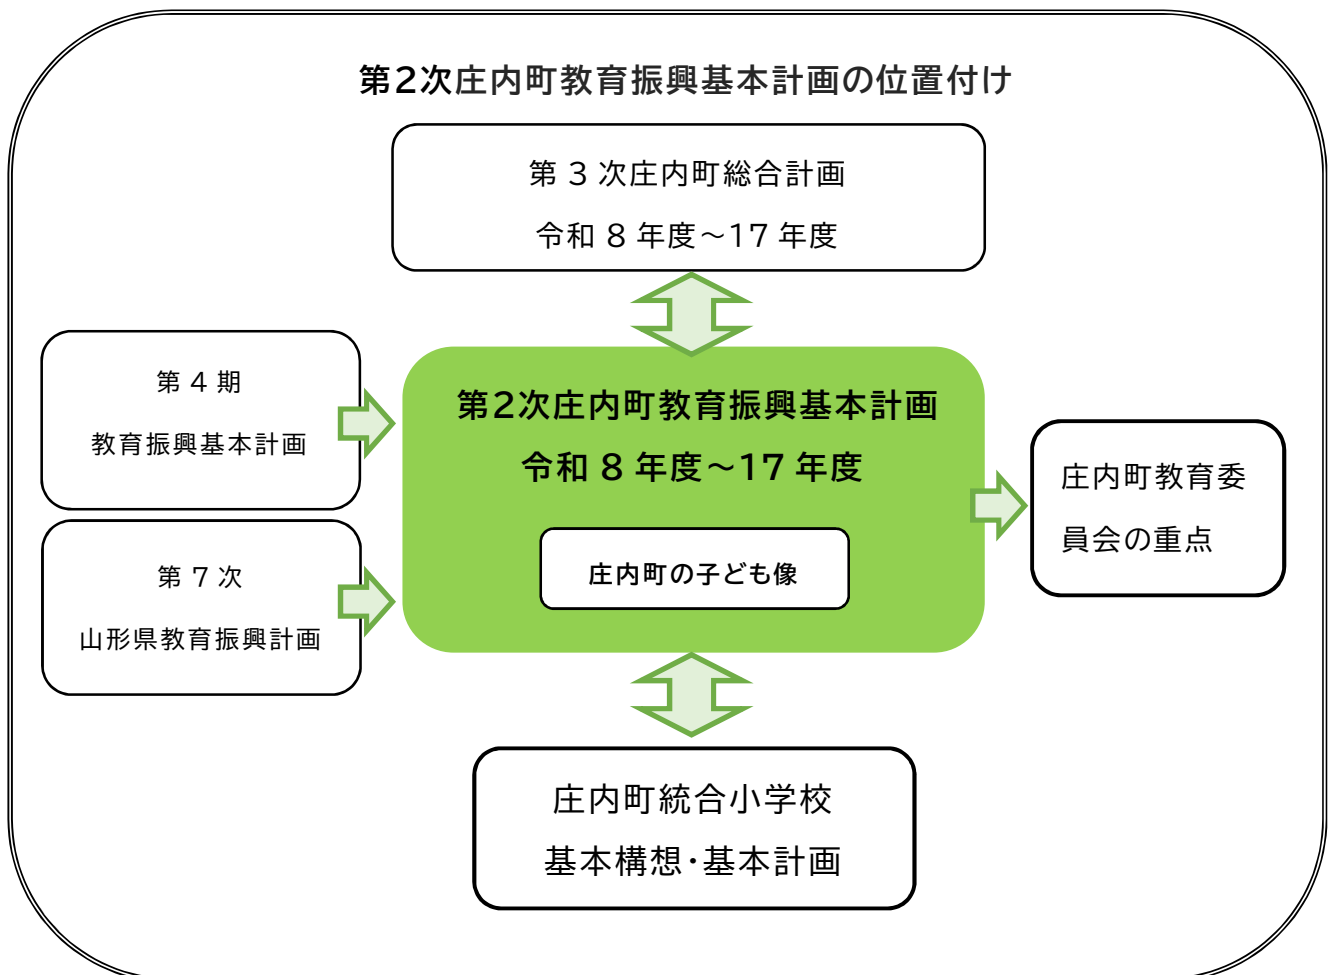 第2次庄内町教育振興基本計画の位置付け
第 3 次庄内町総合計画
令和 8 年度～17 年度
第 4 期
教育振興基本計画
第 7 次
山形県教育振興計画
第2次庄内町教育振興基本計画
令和 8 年度～17 年度
庄内町の子ども像
庄内町教育委
員会の重点
庄内町統合小学校
基本構想・基本計画